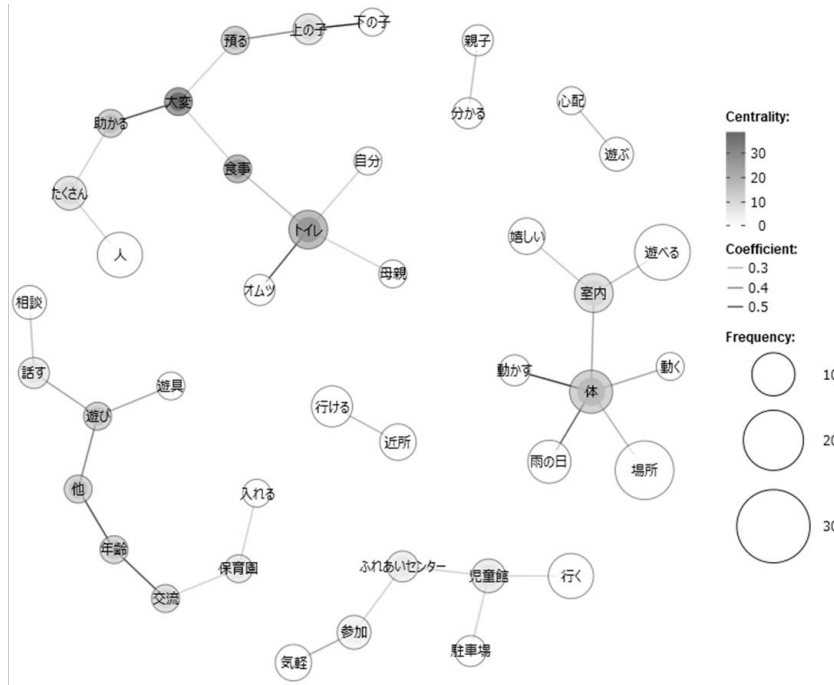 下の子
上の子
預る
親子
大変
心配
分かる
助かる
遊ぶ
自分
食事
たくさん
トイレ
人
母親
オムツ
嬉しい
遊べる
室内
相談
話す
遊具
遊び
動かす
動く
体
行ける
近所
雨の日
場所
他
入れる
年齢
保育園
交流
ふれあいセンター
児童館
行く
参加
駐車場
気軽
Centrality:
30
20
10
0
Coefficient:
0.3
0.4
0.5
Frequency:
10
20
30